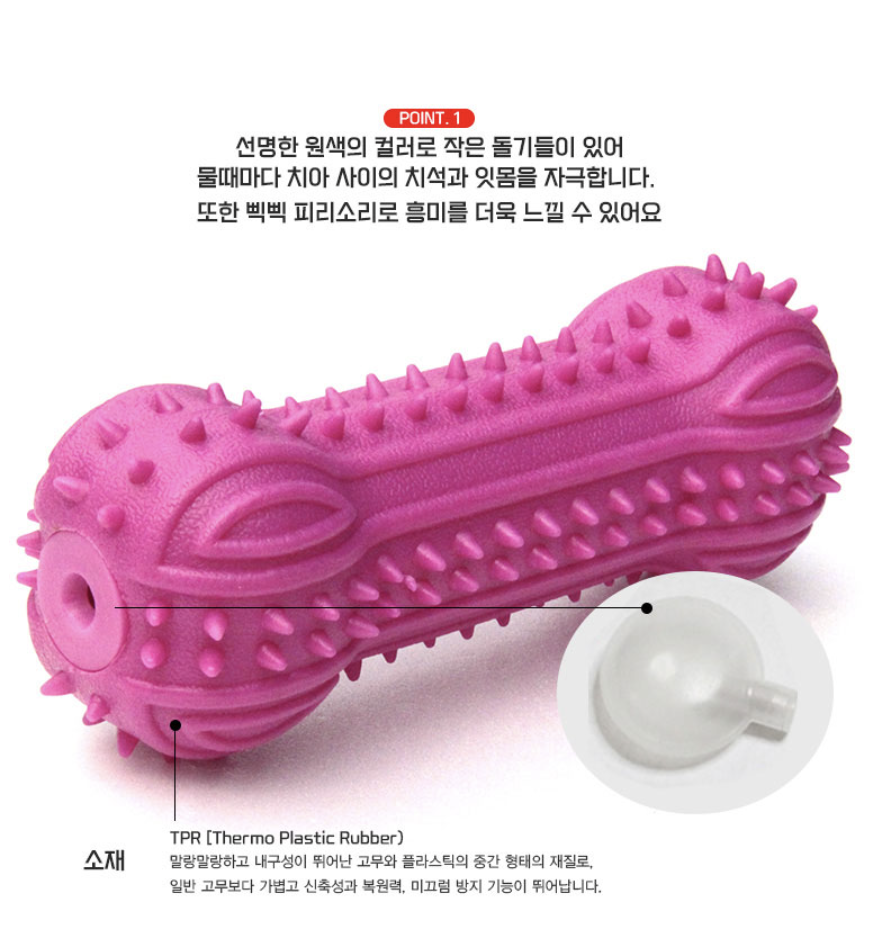 POINT. 1
선명한 원색의 컬러로 작은 돌기들이 있어
물때마다 치아 사이의 치석과 잇몸을 자극합니다.
또한 삑삑 피리소리로 흥미를 더욱 느낄 수 있어요
TPR [Thermo Plastic Rubber)
소재
말랑말랑하고 내구성이 뛰어난 고무와 플라스틱의 중간 형태의 재질로,
일반 고무보다 가볍고 신축성과 복원력, 미끄럼 방지 기능이 뛰어납니다.